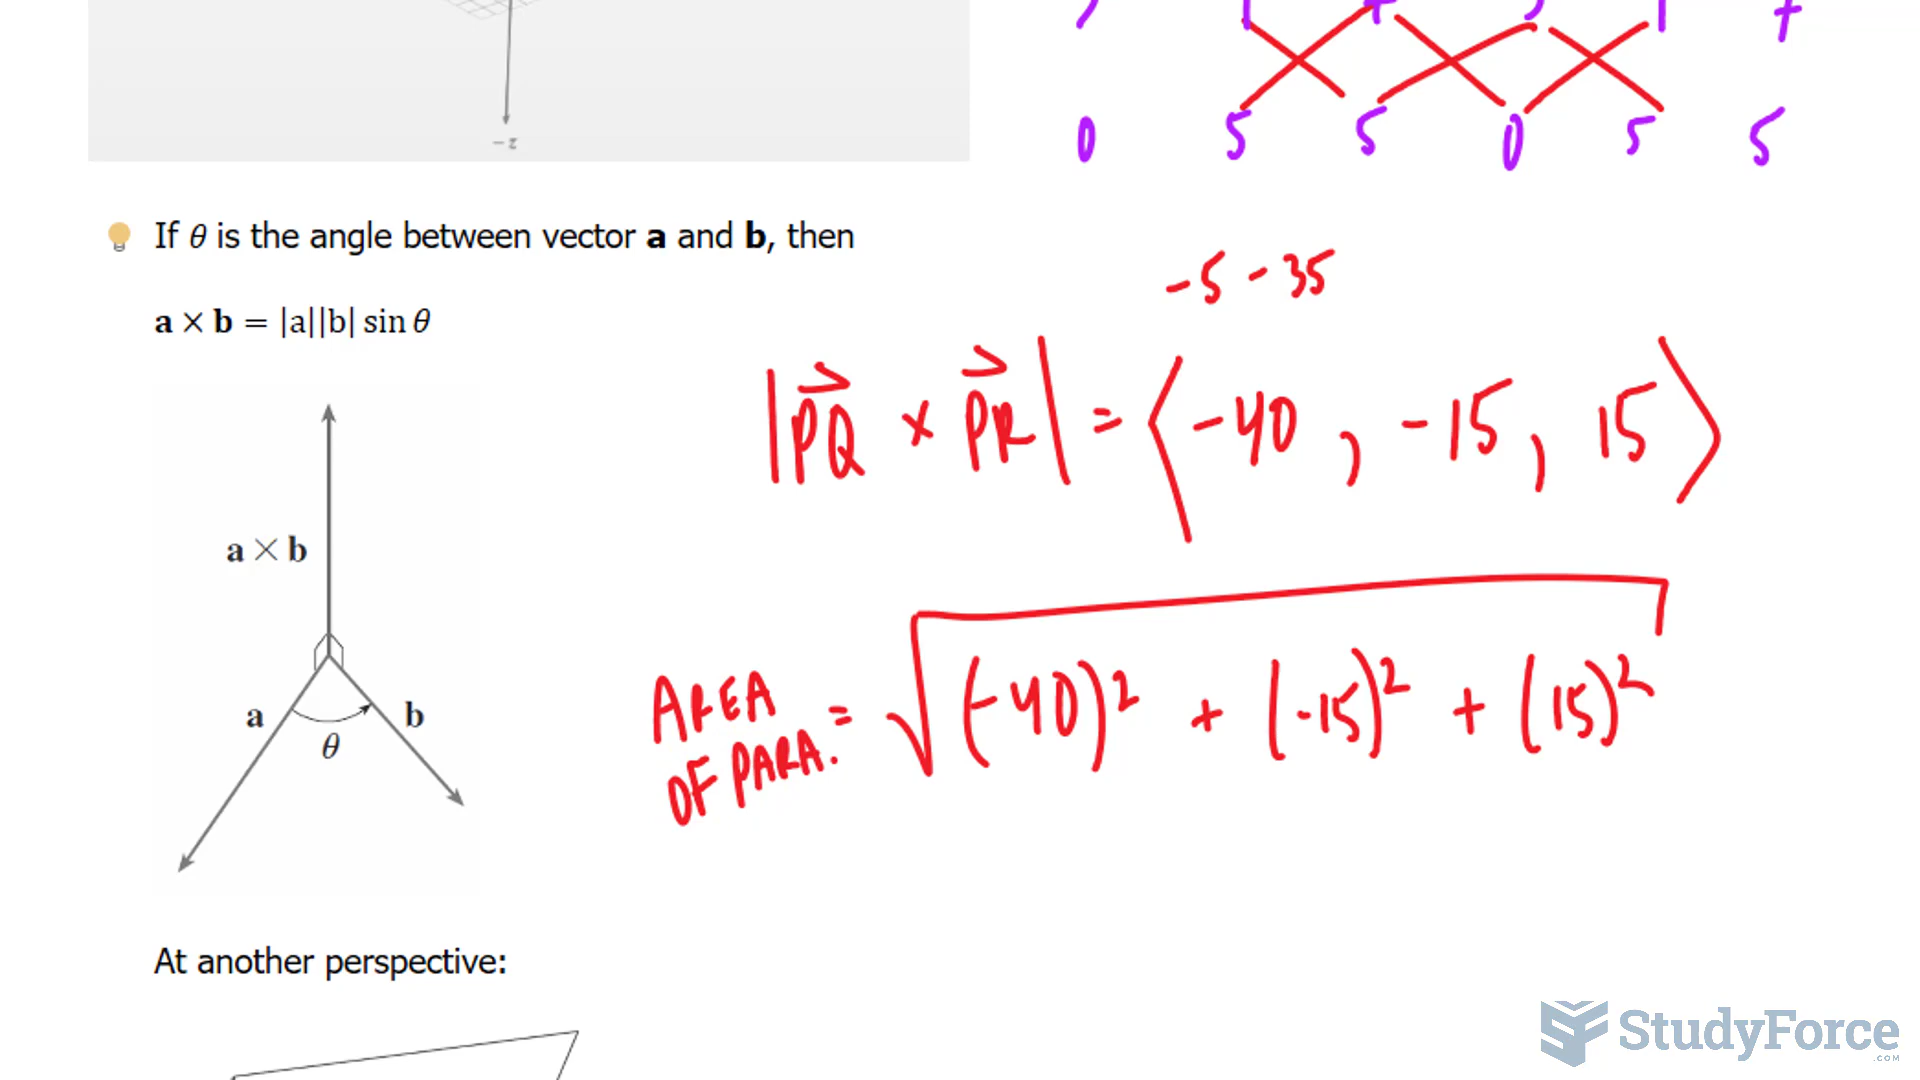 0 5 5 0 5 5
-z
If θ is the angle between vector a and b, then
a × b = |a||b| sin θ
-5 - 35
|PQ × PR| = ⟨-40, -15, 15⟩
a × b
a
b
θ
AREA OF PARA. = √(-40)² + (-15)² + (15)²
At another perspective:
StudyForce
.COM